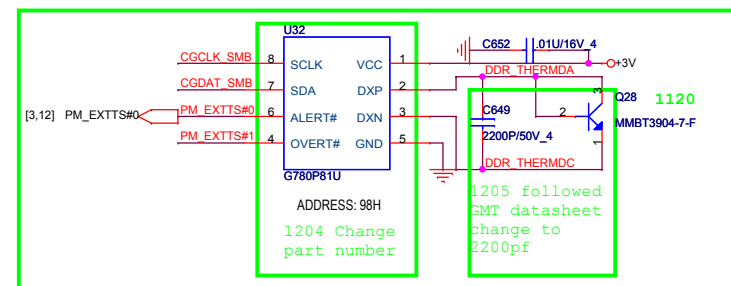 U32
C652
.01U/16V_4
CGCLK_SMB
8
SCLK
VCC
1
+3V
DDR_THERMDA
CGDAT_SMB
7
SDA
DXP
2
3
Q28
1120
[3,12]
PM_EXTTS#0
PM_EXTTS#0
6
ALERT#
DXN
3
C649
2
MMBT3904-7-F
PM_EXTTS#1
4
OVERT#
GND
5
2200P/50V_4
1
DDR_THERMDC
G780P81U
ADDRESS: 98H
1204 Change
part number
1205 followed
GMT datasheet
change to
2200pf